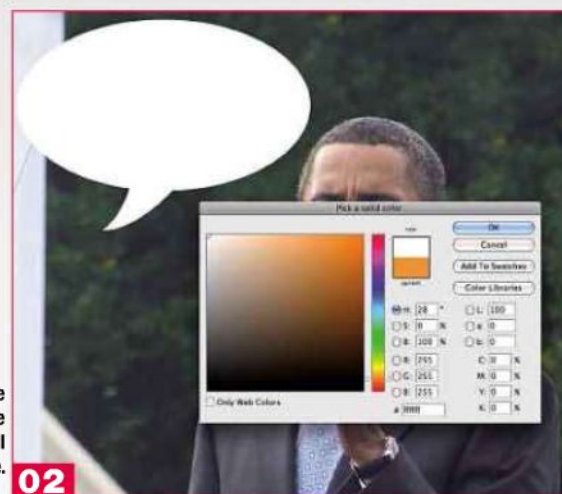 Pick a solid color
new
current
OK
Cancel
Add To Swatches
Color Libraries
H: 28 °
S: 0 %
B: 100 %
R: 255
G: 255
B: 255
# ffffff
L: 100
a: 0
b: 0
C: 0 %
M: 0 %
Y: 0 %
K: 0 %
Only Web Colors
02